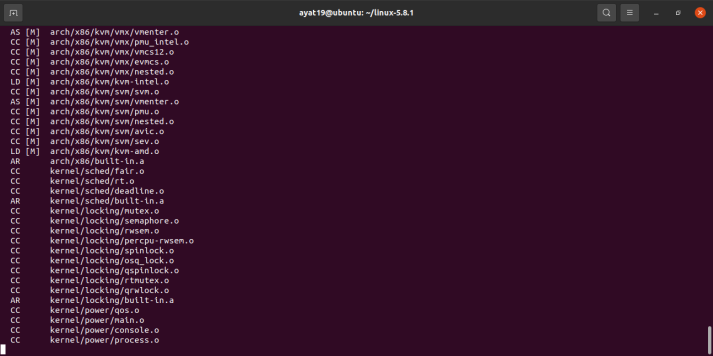 ayat19@ubuntu: ~/linux-5.8.1
AS [M]  arch/x86/kvm/vmx/vmenter.o
CC [M]  arch/x86/kvm/vmx/pmu_intel.o
CC [M]  arch/x86/kvm/vmx/vmcs12.o
CC [M]  arch/x86/kvm/vmx/evmcs.o
CC [M]  arch/x86/kvm/vmx/nested.o
LD [M]  arch/x86/kvm/kvm-intel.o
CC [M]  arch/x86/kvm/svm/svm.o
AS [M]  arch/x86/kvm/svm/vmenter.o
CC [M]  arch/x86/kvm/svm/pmu.o
CC [M]  arch/x86/kvm/svm/nested.o
CC [M]  arch/x86/kvm/svm/avic.o
CC [M]  arch/x86/kvm/svm/sev.o
LD [M]  arch/x86/kvm/kvm-amd.o
AR      arch/x86/built-in.a
CC      kernel/sched/fair.o
CC      kernel/sched/rt.o
CC      kernel/sched/deadline.o
AR      kernel/sched/built-in.a
CC      kernel/locking/mutex.o
CC      kernel/locking/semaphore.o
CC      kernel/locking/rwsem.o
CC      kernel/locking/percpu-rwsem.o
CC      kernel/locking/spinlock.o
CC      kernel/locking/osq_lock.o
CC      kernel/locking/qspinlock.o
CC      kernel/locking/rtmutex.o
CC      kernel/locking/qrwlock.o
AR      kernel/locking/built-in.a
CC      kernel/power/qos.o
CC      kernel/power/main.o
CC      kernel/power/console.o
CC      kernel/power/process.o